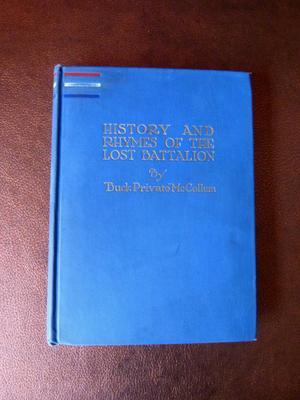 HISTORY AND
RHYMES OF THE
LOST BATTALION
By
Buck Private McCollum